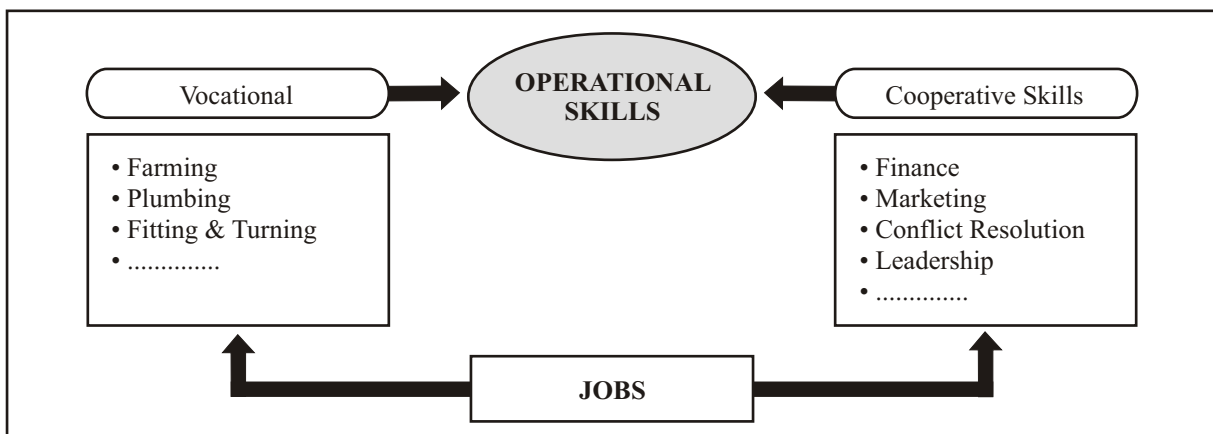 Vocational
OPERATIONAL
SKILLS
Cooperative Skills
• Farming
• Plumbing
• Fitting & Turning
• ..............
• Finance
• Marketing
• Conflict Resolution
• Leadership
• ..............
JOBS